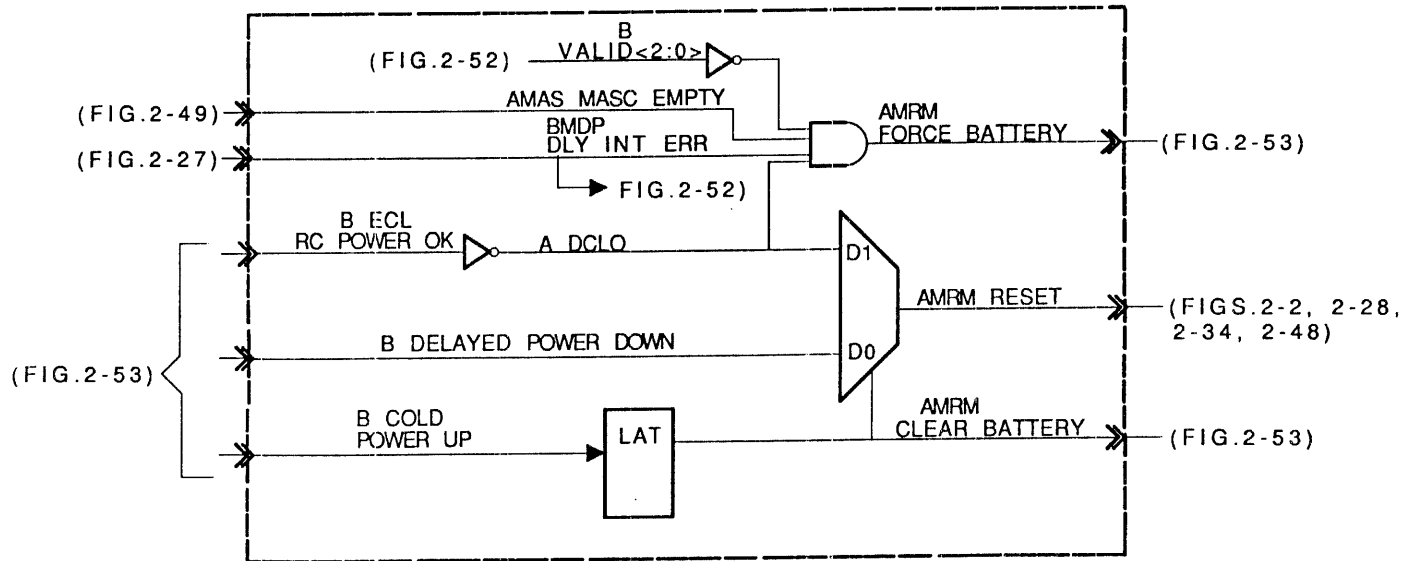 B
(FIG.2-52) VALID<2:0>
(FIG.2-49) AMAS MASC EMPTY
AMRM
FORCE BATTERY (FIG.2-53)
(FIG.2-27) BMDP
DLY INT ERR
FIG.2-52)
B ECL
RC POWER OK
A DCLO
D1
AMRM RESET (FIGS.2-2, 2-28,
2-34, 2-48)
B DELAYED POWER DOWN
D0
(FIG.2-53)
B COLD
POWER UP
LAT
AMRM
CLEAR BATTERY (FIG.2-53)